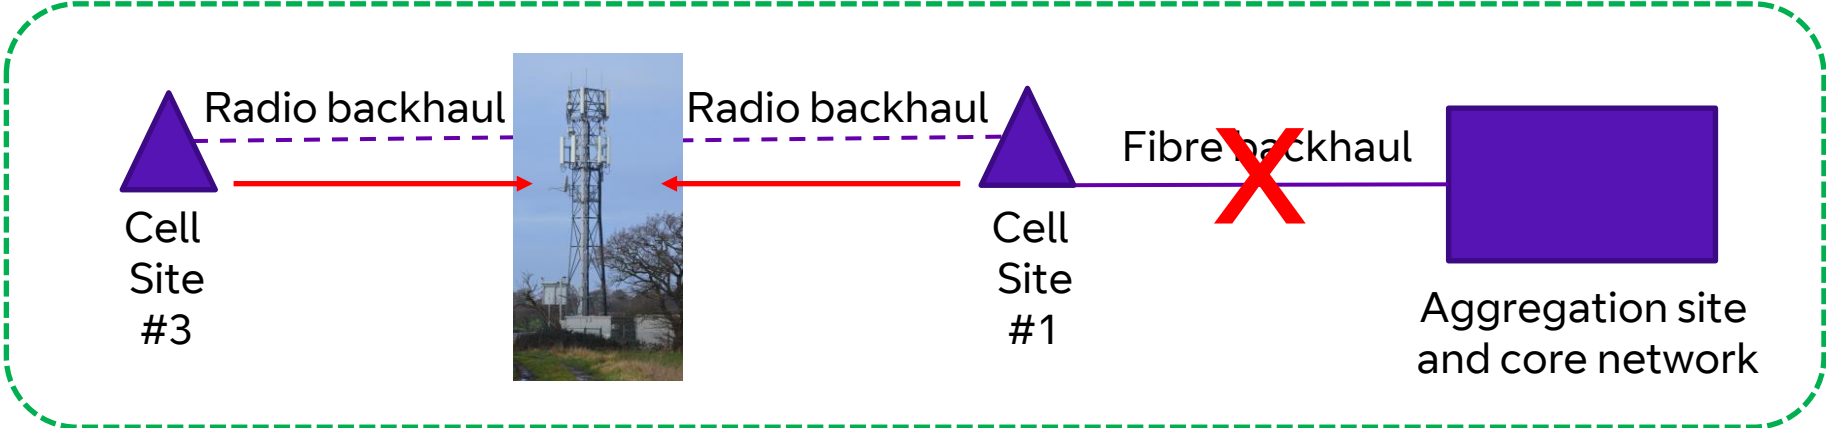 Radio backhaul
Radio backhaul
Fibre backhaul
X
Cell
Site
#3
Cell
Site
#1
Aggregation site
and core network